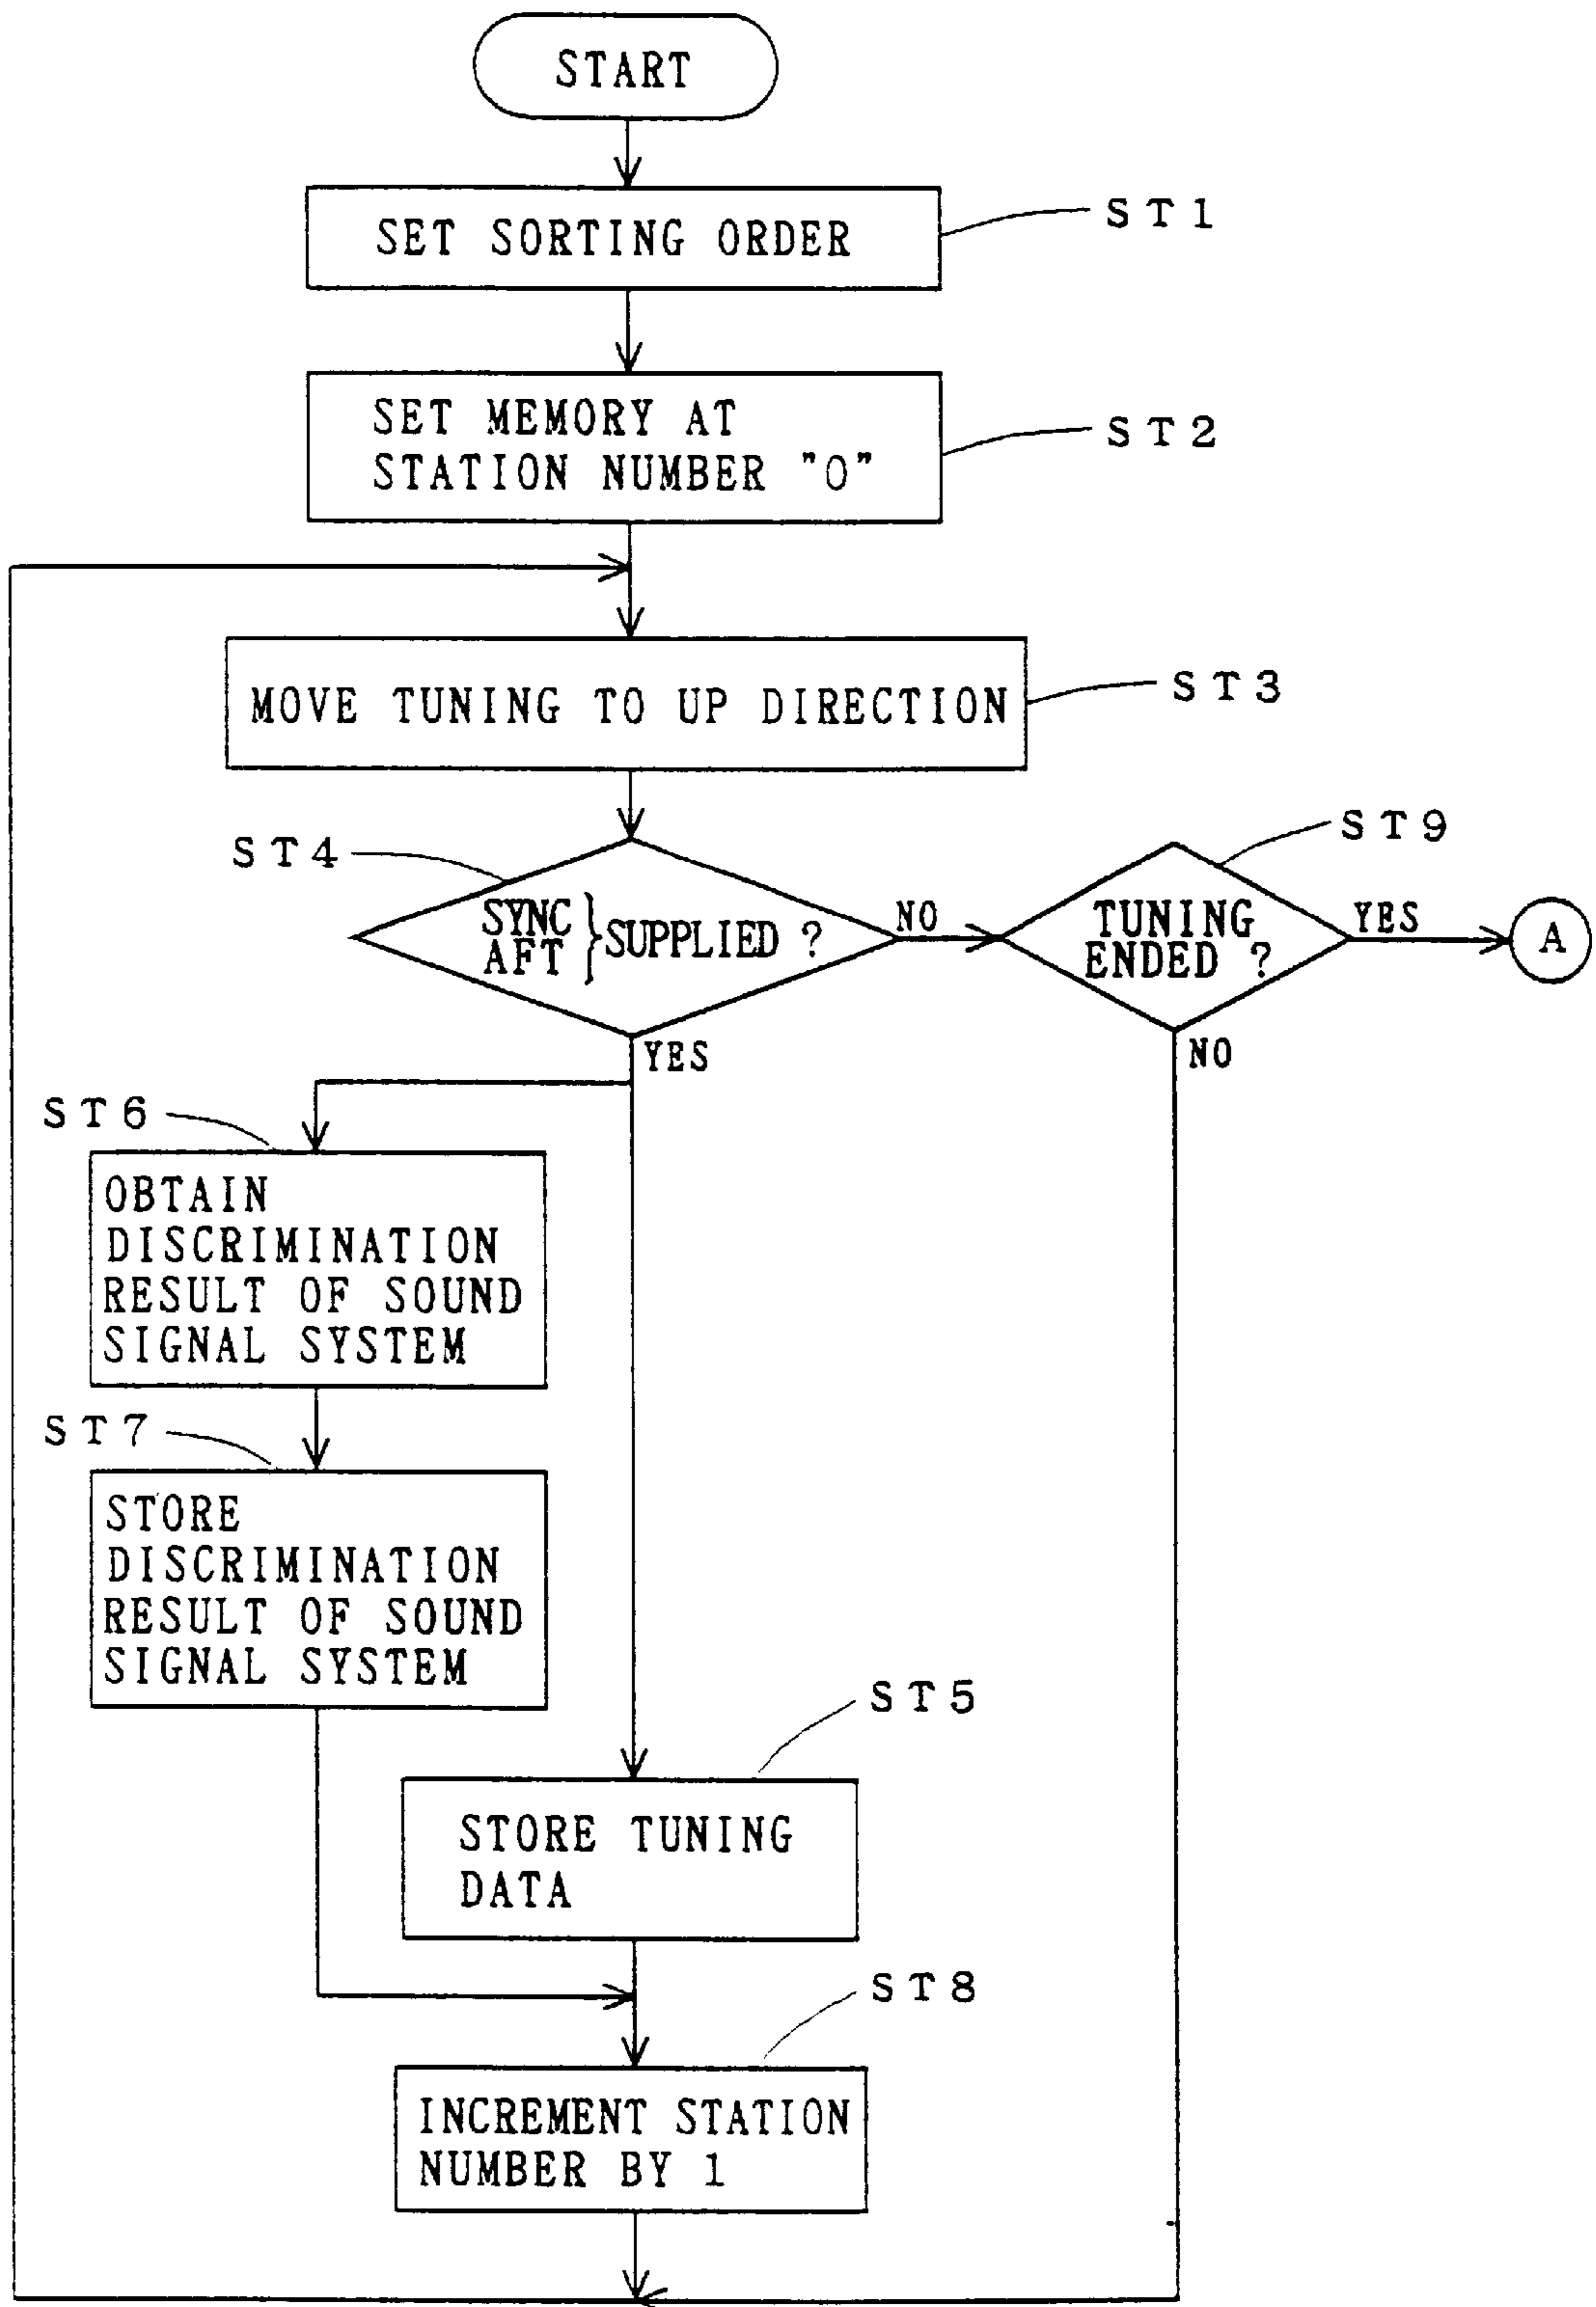 START
SET SORTING ORDER
ST1
SET MEMORY AT
STATION NUMBER "0"
ST2
MOVE TUNING TO UP DIRECTION
ST3
ST4
SYNC
AFT
} SUPPLIED ?
NO
YES
ST9
TUNING
ENDED ?
YES
A
NO
ST6
OBTAIN
DISCRIMINATION
RESULT OF SOUND
SIGNAL SYSTEM
ST7
STORE
DISCRIMINATION
RESULT OF SOUND
SIGNAL SYSTEM
ST5
STORE TUNING
DATA
ST8
INCREMENT STATION
NUMBER BY 1